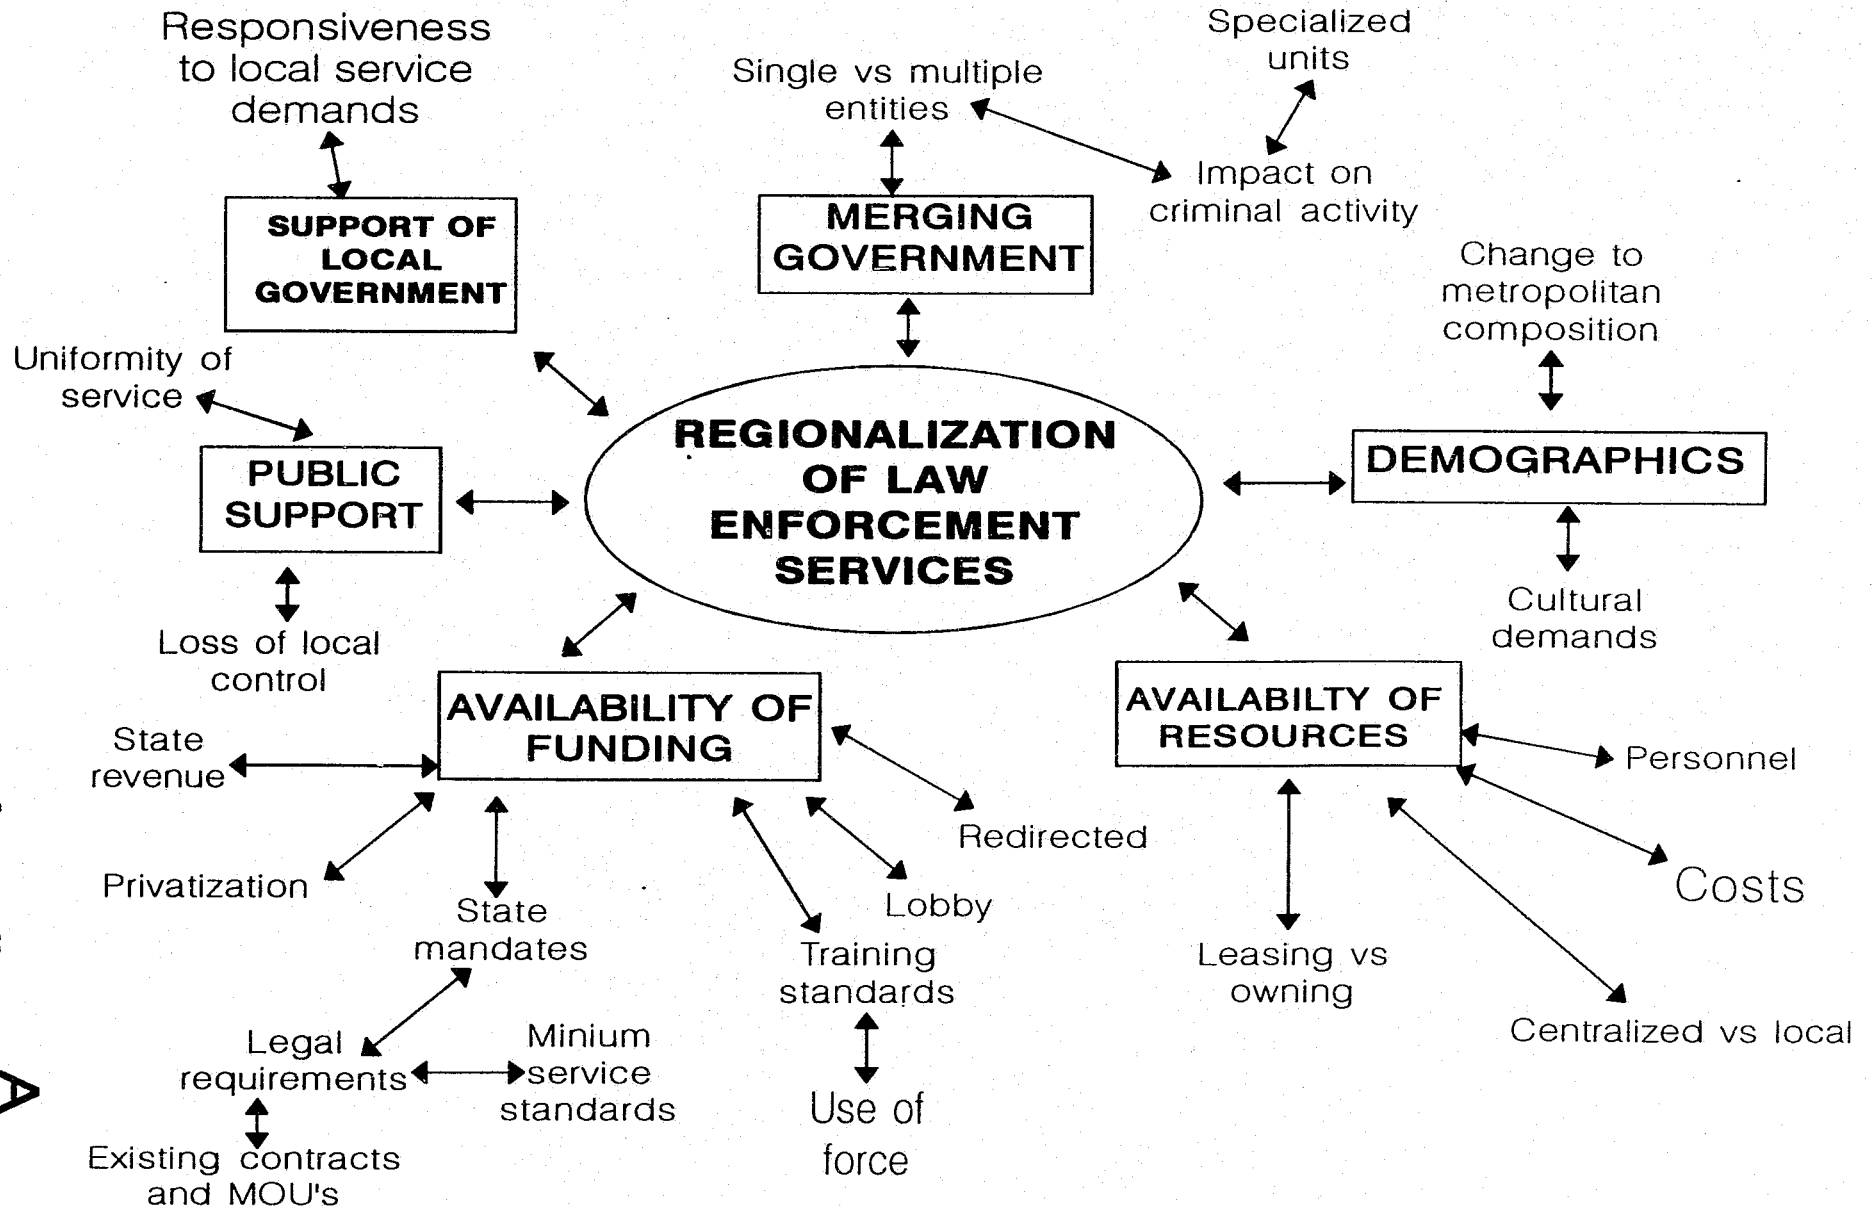 Responsiveness
to local service
demands
Single vs multiple
entities
Specialized
units
Impact on
criminal activity
SUPPORT OF
LOCAL
GOVERNMENT
MERGING
GOVERNMENT
Change to
metropolitan
composition
Uniformity of
service
REGIONALIZATION
OF LAW
ENFORCEMENT
SERVICES
PUBLIC
SUPPORT
DEMOGRAPHICS
Cultural
demands
Loss of local
control
AVAILABILITY OF
FUNDING
AVAILABILTY OF
RESOURCES
State
revenue
Privatization
State
mandates
Redirected
Lobby
Training
standards
Personnel
Costs
Leasing vs
owning
Centralized vs local
Legal
requirements
Minium
service
standards
Use of
force
Existing contracts
and MOU's
A